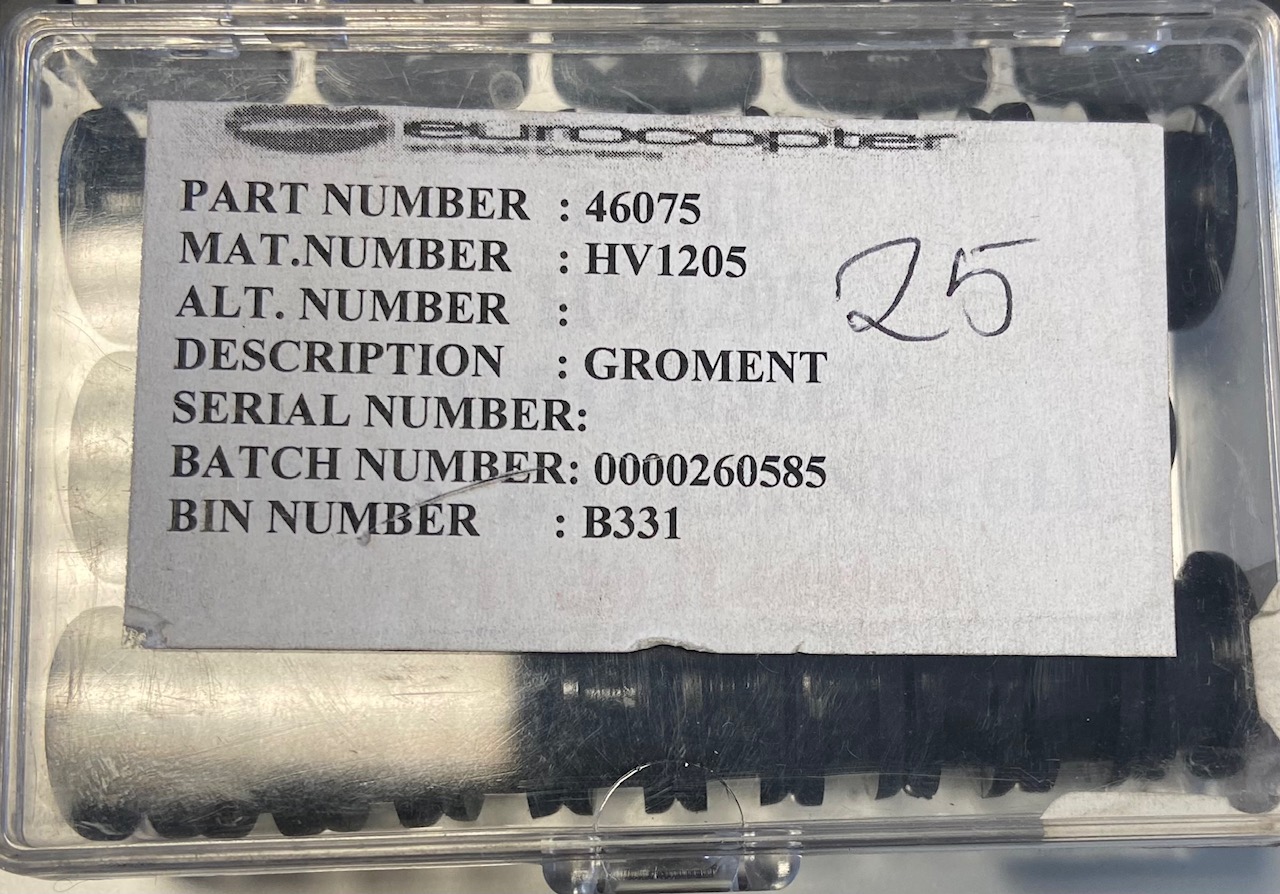 eurocopter
PART NUMBER : 46075
MAT.NUMBER : HV1205
25
ALT. NUMBER :
DESCRIPTION : GROMENT
SERIAL NUMBER:
BATCH NUMBER: 0000260585
BIN NUMBER : B331